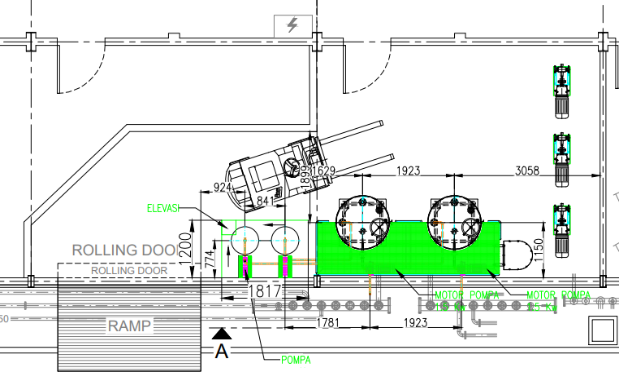 1629
1923
3058
1899
924
841
ELEVASI
1200
774
1150
ROLLING DOOR
ROLLING DOOR
1817
MOTOR POMPA
MOTOR POMPA
RAMP
1781
1923
A
POMPA